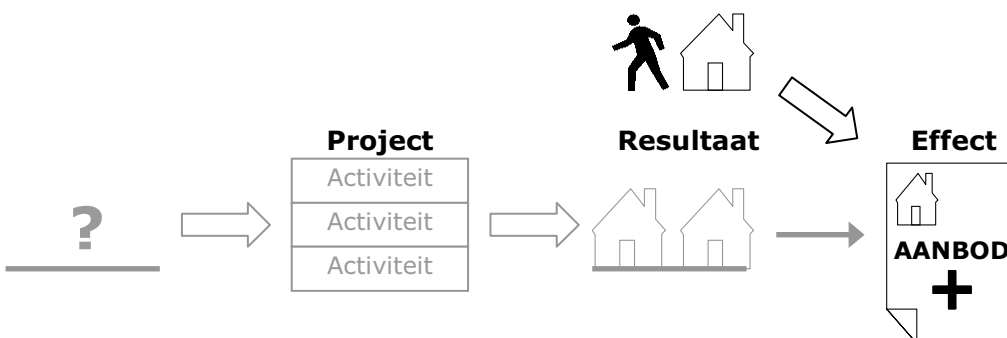 Project
Resultaat
Effect
Activiteit
Activiteit
Activiteit
?
AANBOD
+